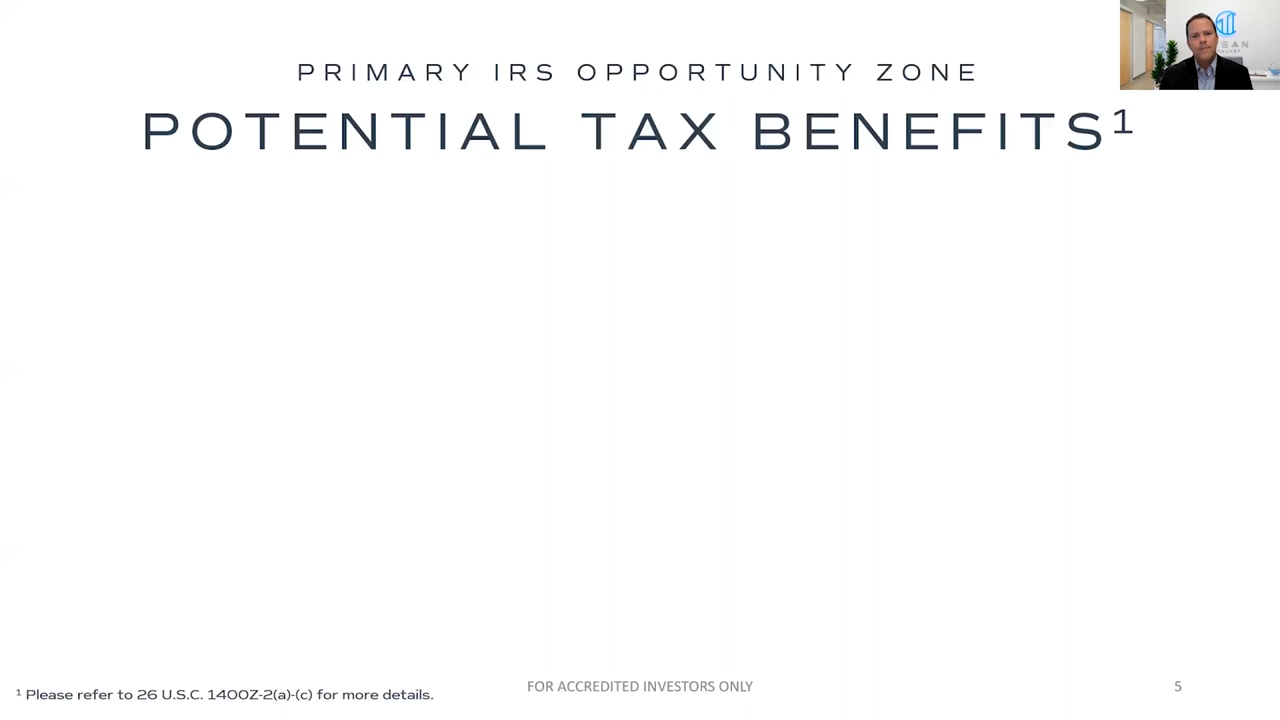 PRIMARY IRS OPPORTUNITY ZONE
POTENTIAL TAX BENEFITS¹
¹ Please refer to 26 U.S.C. 1400Z-2(a)-(c) for more details.
FOR ACCREDITED INVESTORS ONLY
5